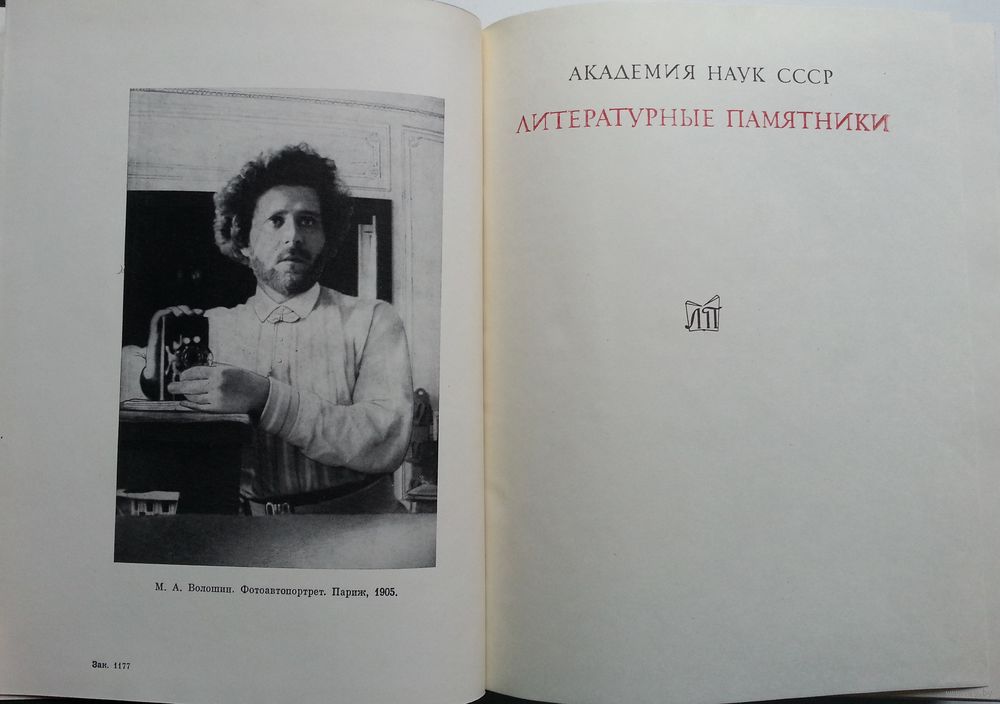 М. А. Волошин. Фотоавтопортрет. Париж, 1905.
Зак. 1177
АКАДЕМИЯ НАУК СССР
ЛИТЕРАТУРНЫЕ ПАМЯТНИКИ
ЛП